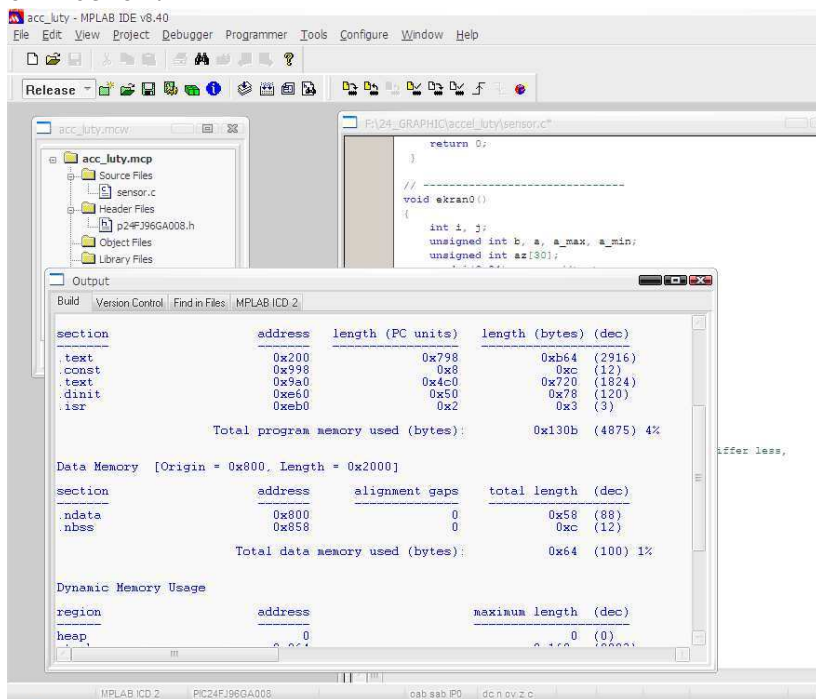 acc_luty - MPLAB IDE v8.40
File Edit View Project Debugger Programmer Tools Configure Window Help
Release
acc_luty.mcw
acc_luty.mcp
Source Files
sensor.c
Header Files
p24FJ96GA008.h
Object Files
Library Files
F:\24_GRAPHIC\accel_luty\sensor.c*
return 0;
}
// --------------------------------
void ekran0()
{
int i, j;
unsigned int b, a, a_max, a_min;
unsigned int az[30];
iffer less,
Output
Build Version Control Find in Files MPLAB ICD 2
section address length (PC units) length (bytes) (dec)
.text 0x200 0x798 0xb64 (2916)
.const 0x998 0x8 0xc (12)
.text 0x9a0 0x4c0 0x720 (1824)
.dinit 0xe60 0x50 0x78 (120)
.isr 0xeb0 0x2 0x3 (3)
Total program memory used (bytes): 0x130b (4875) 4%
Data Memory [Origin = 0x800, Length = 0x2000]
section address alignment gaps total length (dec)
.ndata 0x800 0 0x58 (88)
.nbss 0x858 0 0xc (12)
Total data memory used (bytes): 0x64 (100) 1%
Dynamic Memory Usage
region address maximum length (dec)
heap 0 0 (0)
MPLAB ICD 2 PIC24FJ96GA008 oab sab IP0 dc n ov z c